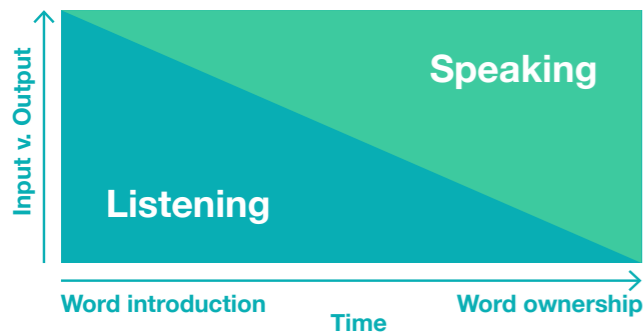 Input v. Output
Speaking
Listening
Word introduction
Word ownership
Time